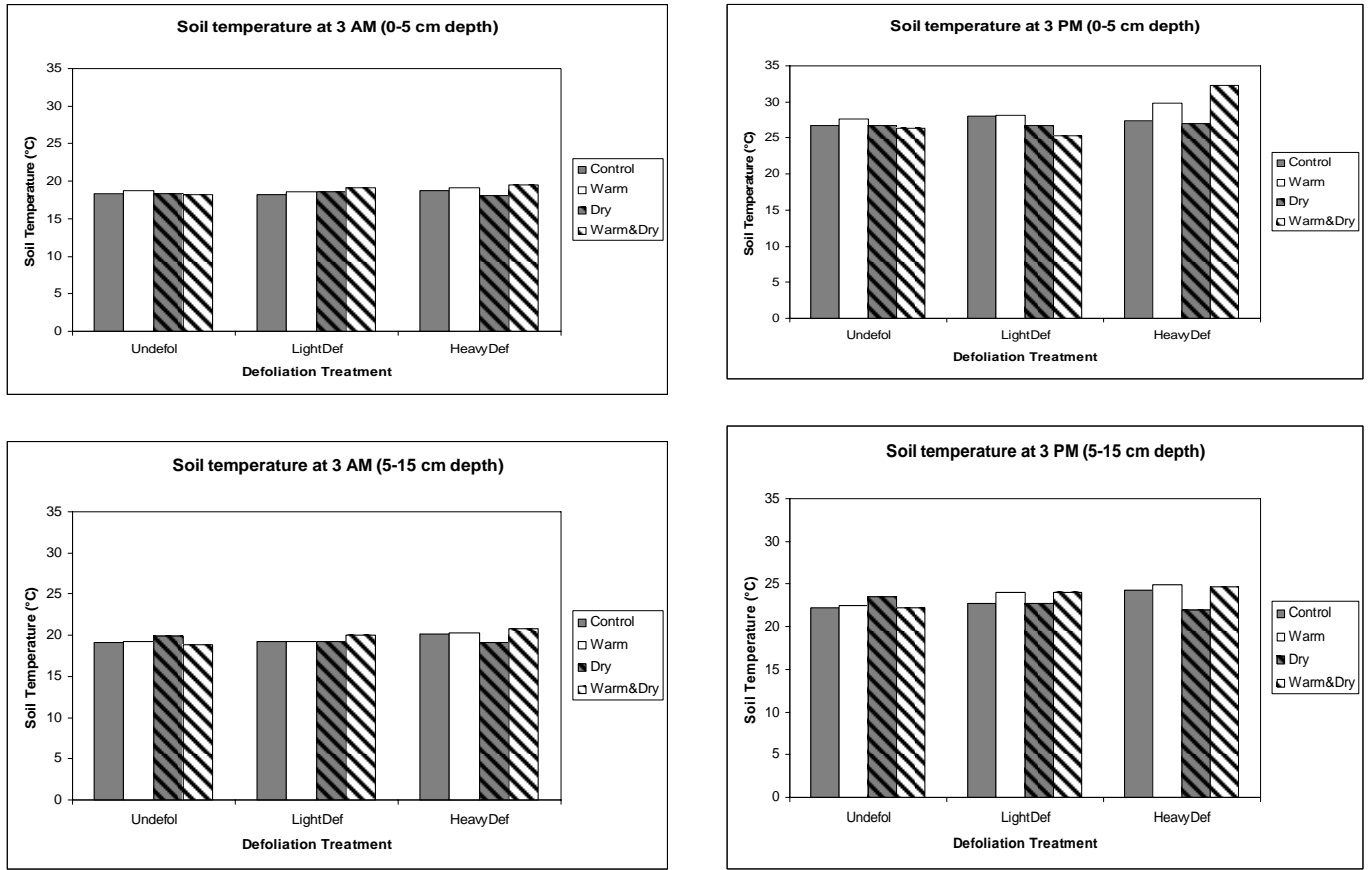 Soil temperature at 3 AM (0-5 cm depth)
35
30
25
20
15
10
5
0
Soil Temperature (°C)
Undefol LightDef HeavyDef
Defoliation Treatment
Control
Warm
Dry
Warm&Dry
Soil temperature at 3 PM (0-5 cm depth)
35
30
25
20
15
10
5
0
Soil Temperature (°C)
Undefol LightDef HeavyDef
Defoliation Treatment
Control
Warm
Dry
Warm&Dry
Soil temperature at 3 AM (5-15 cm depth)
35
30
25
20
15
10
5
0
Soil Temperature (°C)
Undefol LightDef HeavyDef
Defoliation Treatment
Control
Warm
Dry
Warm&Dry
Soil temperature at 3 PM (5-15 cm depth)
35
30
25
20
15
10
5
0
Soil Temperature (°C)
Undefol LightDef HeavyDef
Defoliation Treatment
Control
Warm
Dry
Warm&Dry